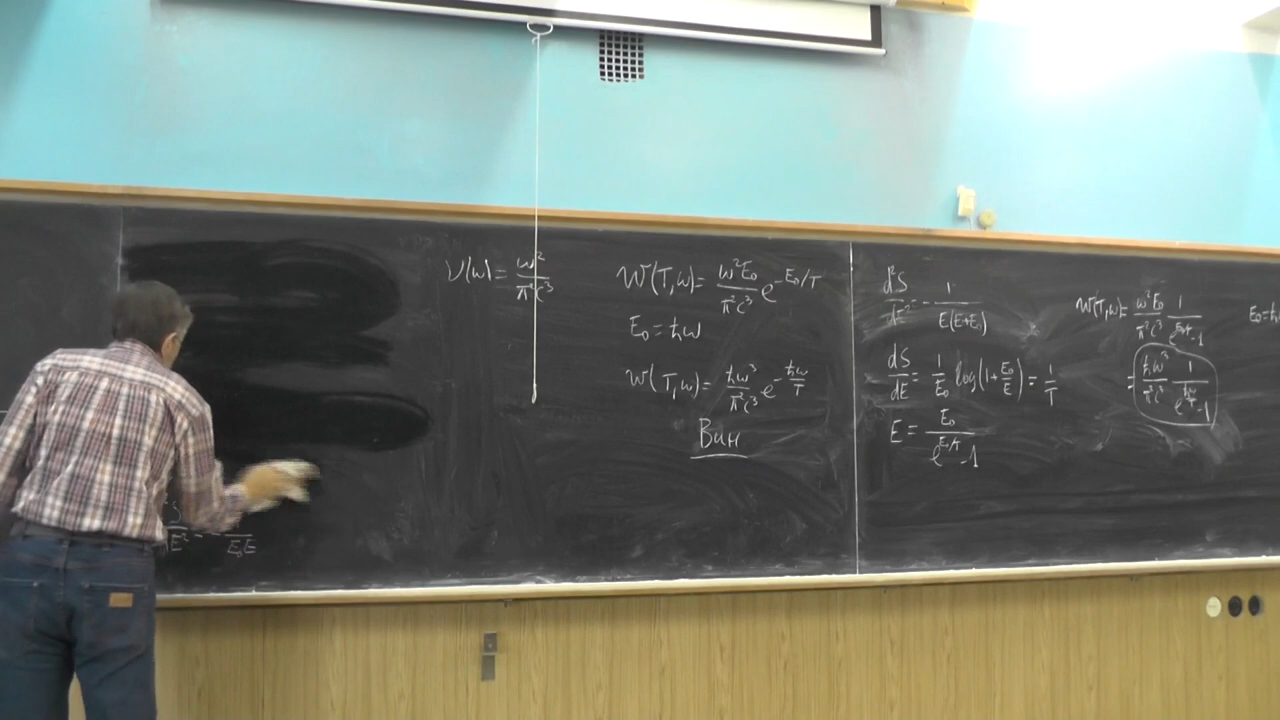 ν(ω) = ω²/π²c³
W(T,ω) = ω²E₀/π²c³ e^(-E₀/T)
E₀ = ħω
W(T,ω) = ħω³/π²c³ e^(-ħω/T)
Вин
d²S/dE² = - 1/E(E+E₀)
dS/dE = 1/E₀ log(1+E₀/E) = 1/T
E = E₀/(e^(E₀/T) -1)
W(T,ω) = ω²E₀/π²c³ 1/(e^(E₀/T) -1)
= ħω³/π²c³ 1/(e^(ħω/T) -1)